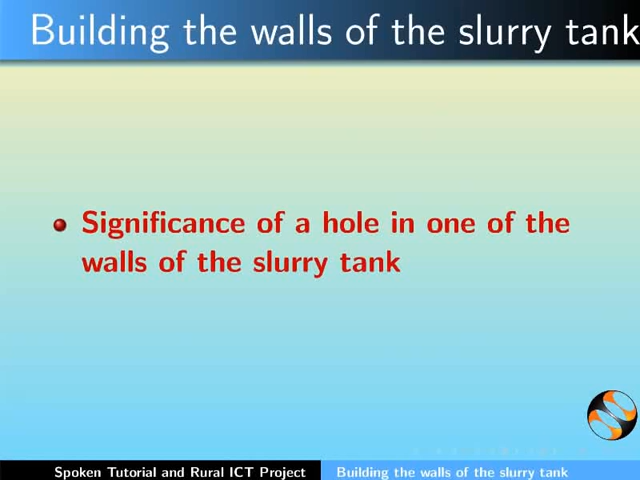 Building the walls of the slurry tank
Significance of a hole in one of the
walls of the slurry tank
Spoken Tutorial and Rural ICT Project
Building the walls of the slurry tank